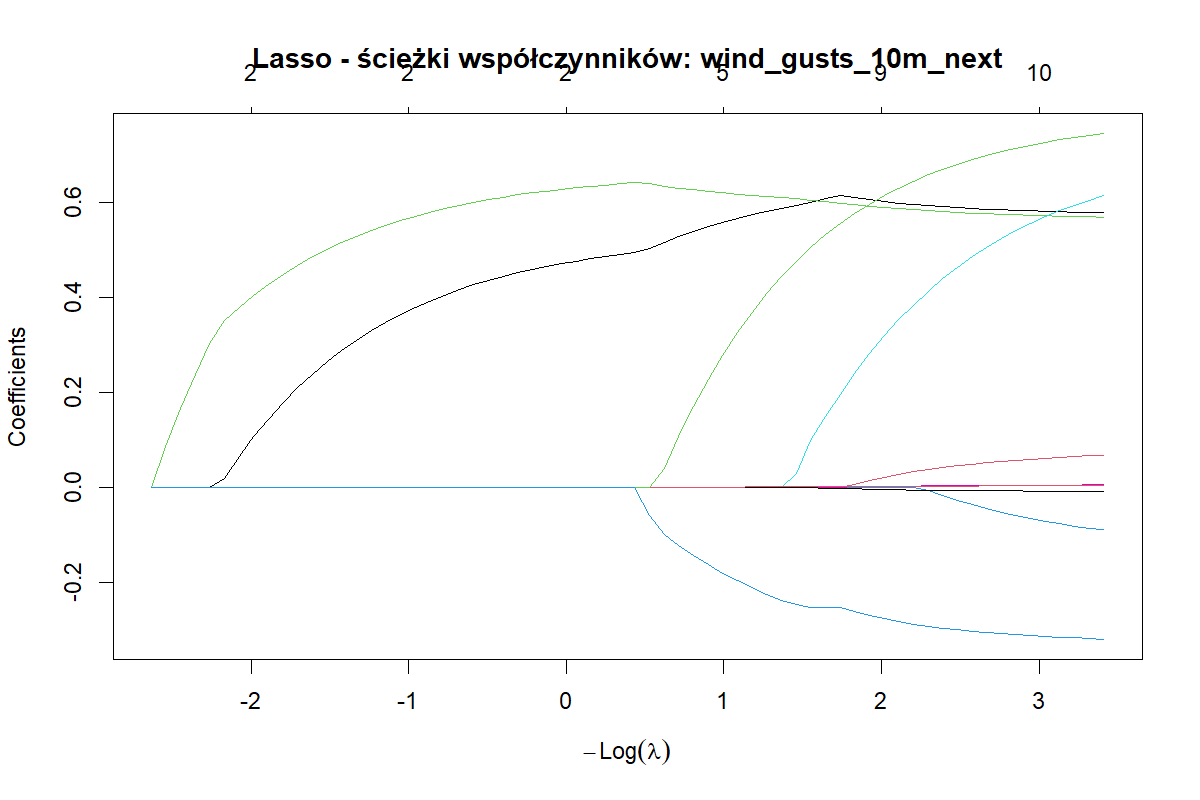 Lasso - ścieżki współczynników: wind_gusts_10m_next
2 2 2 5 9 10
0.6
0.4
0.2
0.0
-0.2
Coefficients
-2 -1 0 1 2 3
−Log(λ)